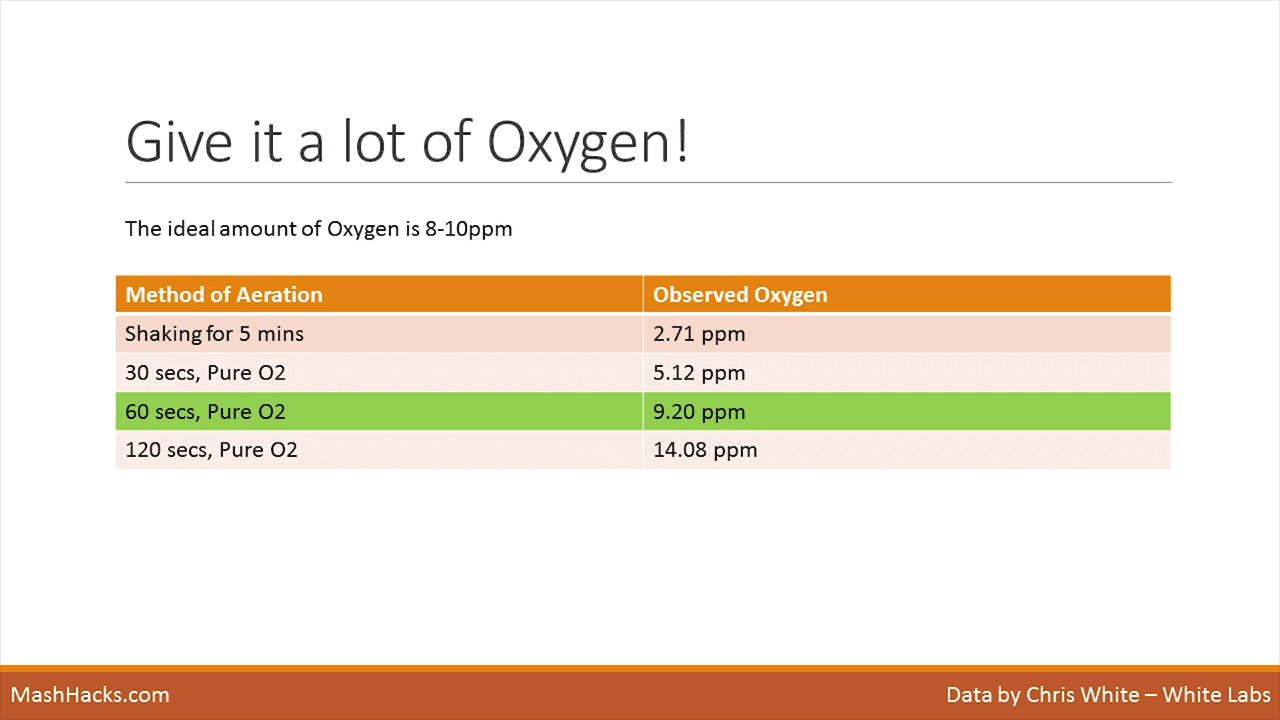 Give it a lot of Oxygen!
The ideal amount of Oxygen is 8-10ppm
Method of Aeration Observed Oxygen
Shaking for 5 mins 2.71 ppm
30 secs, Pure O2 5.12 ppm
60 secs, Pure O2 9.20 ppm
120 secs, Pure O2 14.08 ppm
MashHacks.com Data by Chris White – White Labs